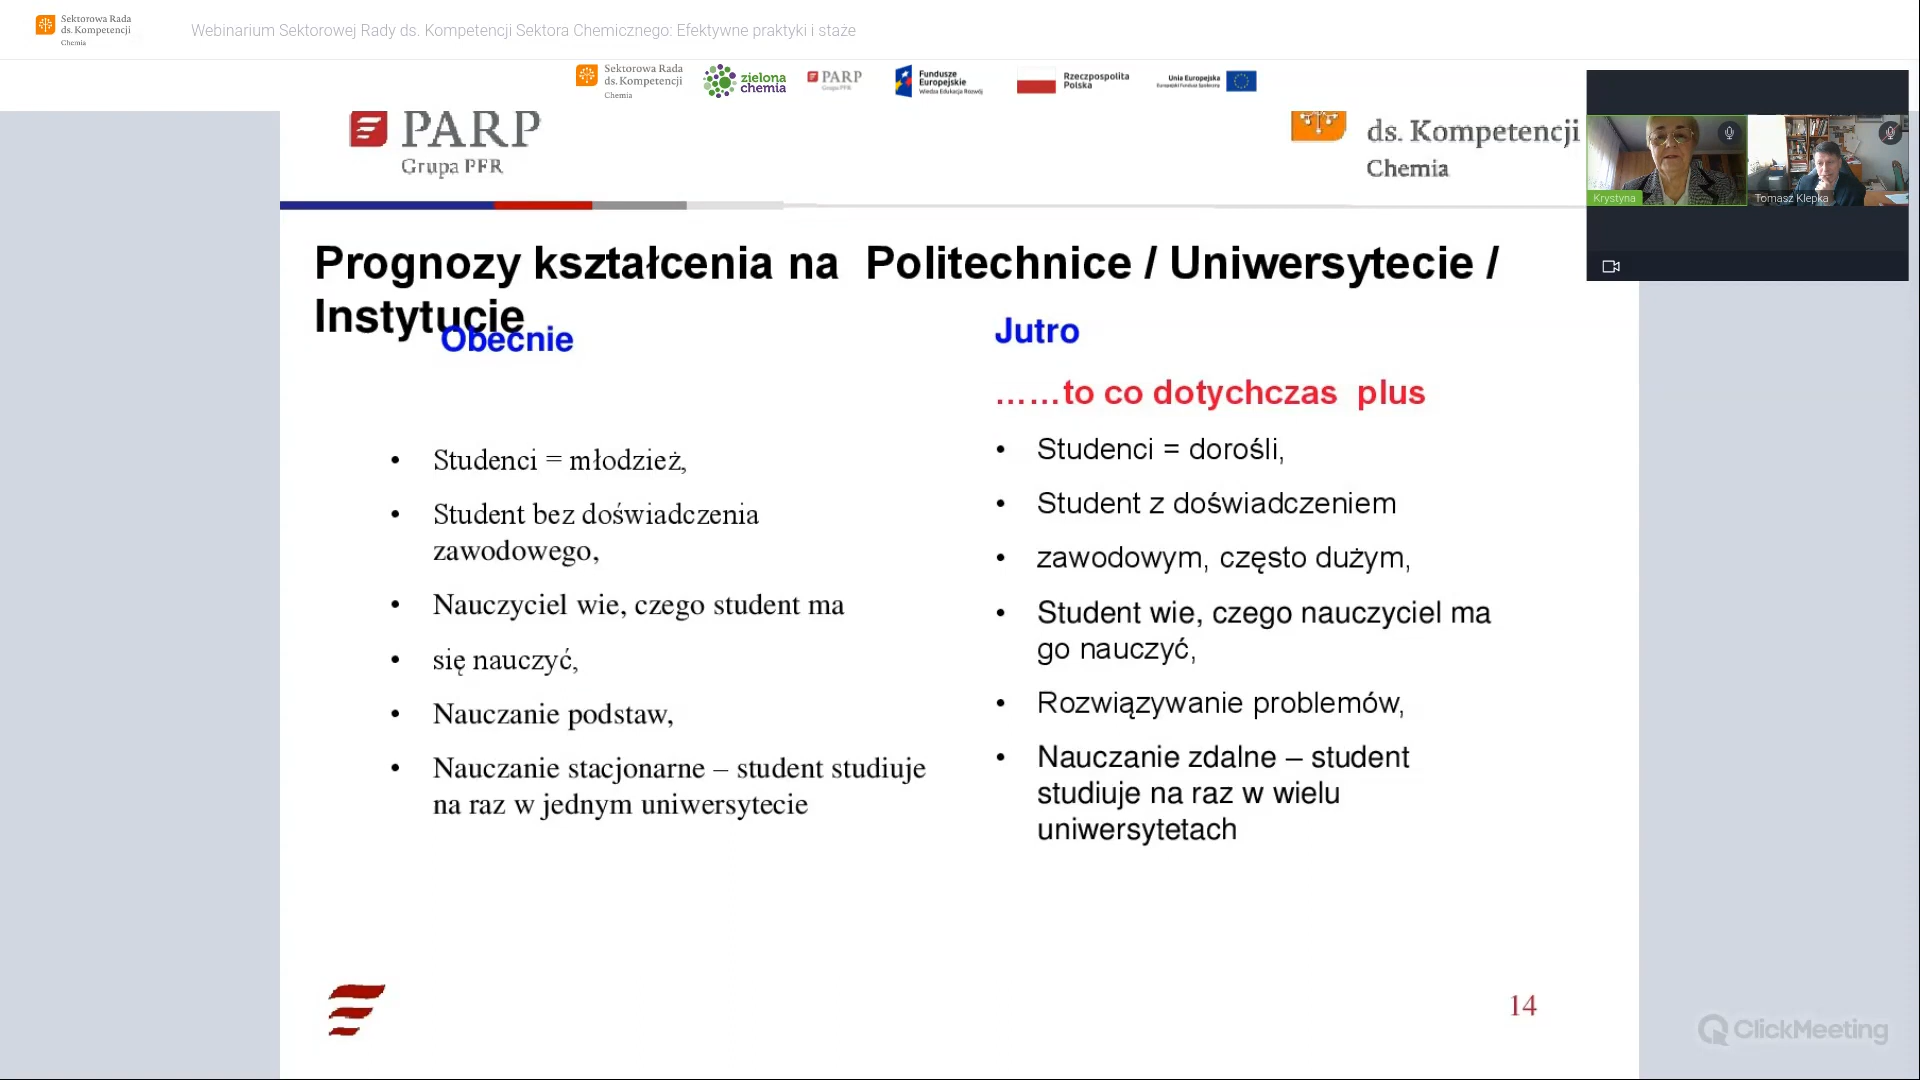 Sektorowa Rada
ds. Kompetencji
Chemia
Webinarium Sektorowej Rady ds. Kompetencji Sektora Chemicznego: Efektywne praktyki i staże
Sektorowa Rada
ds. Kompetencji
Chemia
zielona
chemia
PARP
Grupa PFR
Fundusze
Europejskie
Wiedza Edukacja Rozwój
Rzeczpospolita
Polska
Unia Europejska
Europejski Fundusz Społeczny
PARP
Grupa PFR
ds. Kompetencji
Chemia
Krystyna
Tomasz Klepka
Prognozy kształcenia na  Politechnice / Uniwersytecie /
Instytucie
Obecnie
• Studenci = młodzież,
• Student bez doświadczenia
zawodowego,
• Nauczyciel wie, czego student ma
• się nauczyć,
• Nauczanie podstaw,
• Nauczanie stacjonarne – student studiuje
na raz w jednym uniwersytecie
Jutro
……to co dotychczas  plus
• Studenci = dorośli,
• Student z doświadczeniem
• zawodowym, często dużym,
• Student wie, czego nauczyciel ma
go nauczyć,
• Rozwiązywanie problemów,
• Nauczanie zdalne – student
studiuje na raz w wielu
uniwersytetach
14
ClickMeeting